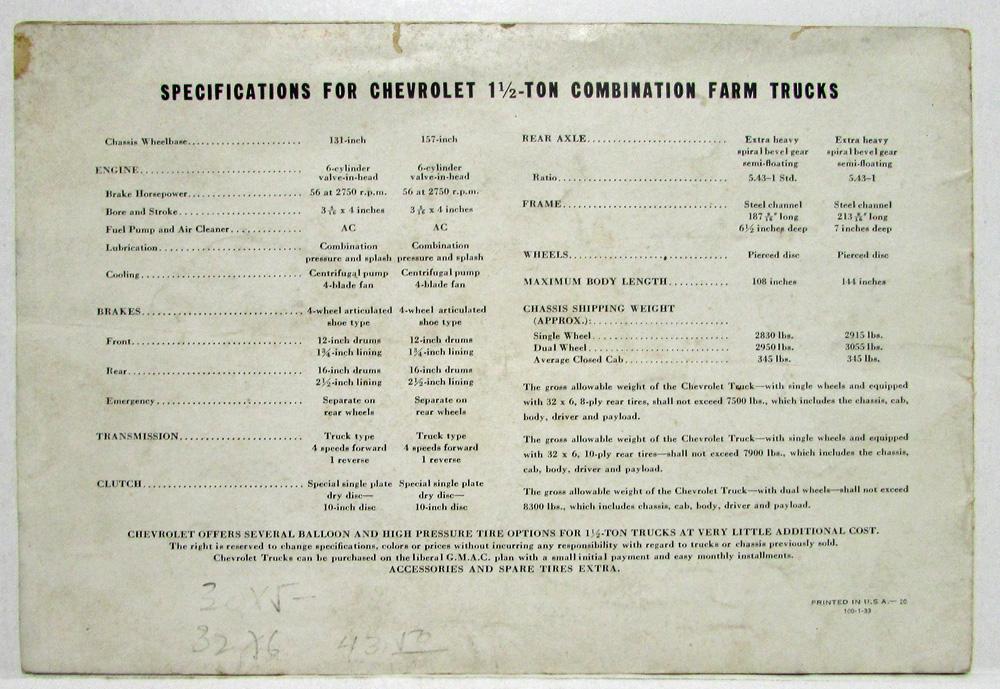 SPECIFICATIONS FOR CHEVROLET 1½-TON COMBINATION FARM TRUCKS
Chassis Wheelbase 131-inch 157-inch
ENGINE 6-cylinder 6-cylinder
valve-in-head valve-in-head
Brake Horsepower 56 at 2750 r.p.m. 56 at 2750 r.p.m.
Bore and Stroke 3 5/16 x 4 inches 3 5/16 x 4 inches
Fuel Pump and Air Cleaner AC AC
Lubrication Combination Combination
pressure and splash pressure and splash
Cooling Centrifugal pump Centrifugal pump
4-blade fan 4-blade fan
BRAKES 4-wheel articulated 4-wheel articulated
shoe type shoe type
Front 12-inch drums 12-inch drums
1¾-inch lining 1¾-inch lining
Rear 16-inch drums 16-inch drums
2½-inch lining 2½-inch lining
Emergency Separate on Separate on
rear wheels rear wheels
TRANSMISSION Truck type Truck type
4 speeds forward 4 speeds forward
1 reverse 1 reverse
CLUTCH Special single plate Special single plate
dry disc— dry disc—
10-inch disc 10-inch disc
REAR AXLE Extra heavy Extra heavy
spiral bevel gear spiral bevel gear
semi-floating semi-floating
Ratio 5.43-1 Std. 5.43-1
FRAME Steel channel Steel channel
187 long 213 long
6½ inches deep 7 inches deep
WHEELS Pierced disc Pierced disc
MAXIMUM BODY LENGTH 108 inches 144 inches
CHASSIS SHIPPING WEIGHT
(APPROX.):
Single Wheel 2830 lbs. 2915 lbs.
Dual Wheel 2950 lbs. 3055 lbs.
Average Closed Cab 345 lbs. 345 lbs.
The gross allowable weight of the Chevrolet Truck—with single wheels and equipped
with 32 x 6, 8-ply rear tires, shall not exceed 7500 lbs., which includes the chassis, cab,
body, driver and payload.
The gross allowable weight of the Chevrolet Truck—with single wheels and equipped
with 32 x 6, 10-ply rear tires—shall not exceed 7900 lbs., which includes the chassis,
cab, body, driver and payload.
The gross allowable weight of the Chevrolet Truck—with dual wheels—shall not exceed
8300 lbs., which includes chassis, cab, body, driver and payload.
CHEVROLET OFFERS SEVERAL BALLOON AND HIGH PRESSURE TIRE OPTIONS FOR 1½-TON TRUCKS AT VERY LITTLE ADDITIONAL COST.
The right is reserved to change specifications, colors or prices without incurring any responsibility with regard to trucks or chassis previously sold.
Chevrolet Trucks can be purchased on the liberal G.M.A.C. plan with a small initial payment and easy monthly installments.
ACCESSORIES AND SPARE TIRES EXTRA.
PRINTED IN U.S.A.— 20
100-1-33
32 x 6